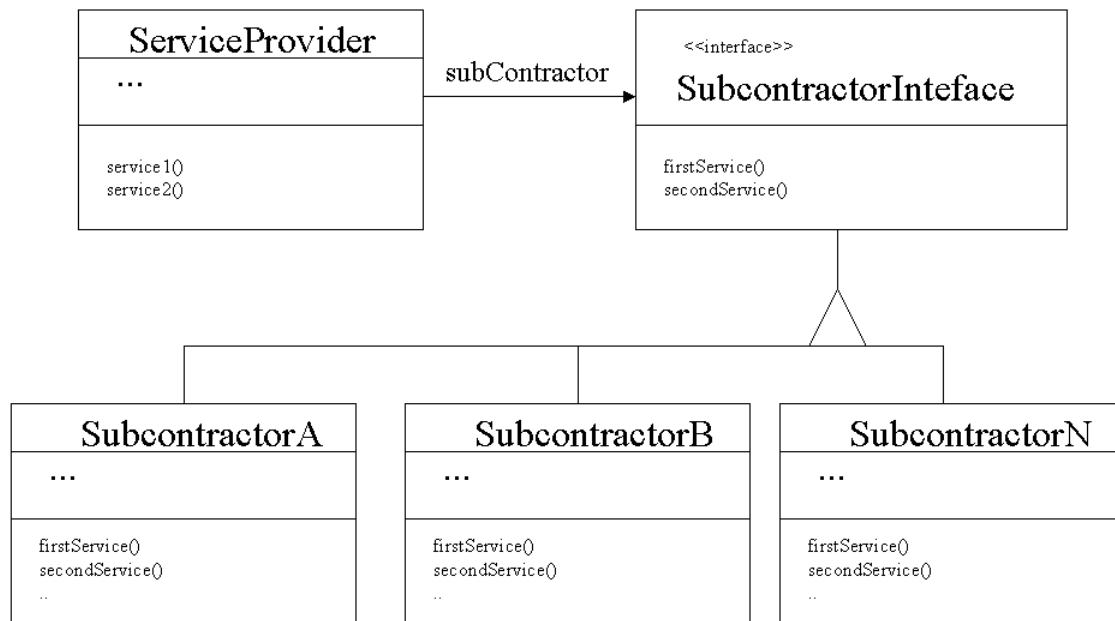 ServiceProvider
...
service1()
service2()
subContractor
<<interface>>
SubcontractorInteface
firstService()
secondService()
SubcontractorA
...
firstService()
secondService()
..
SubcontractorB
...
firstService()
secondService()
..
SubcontractorN
...
firstService()
secondService()
..